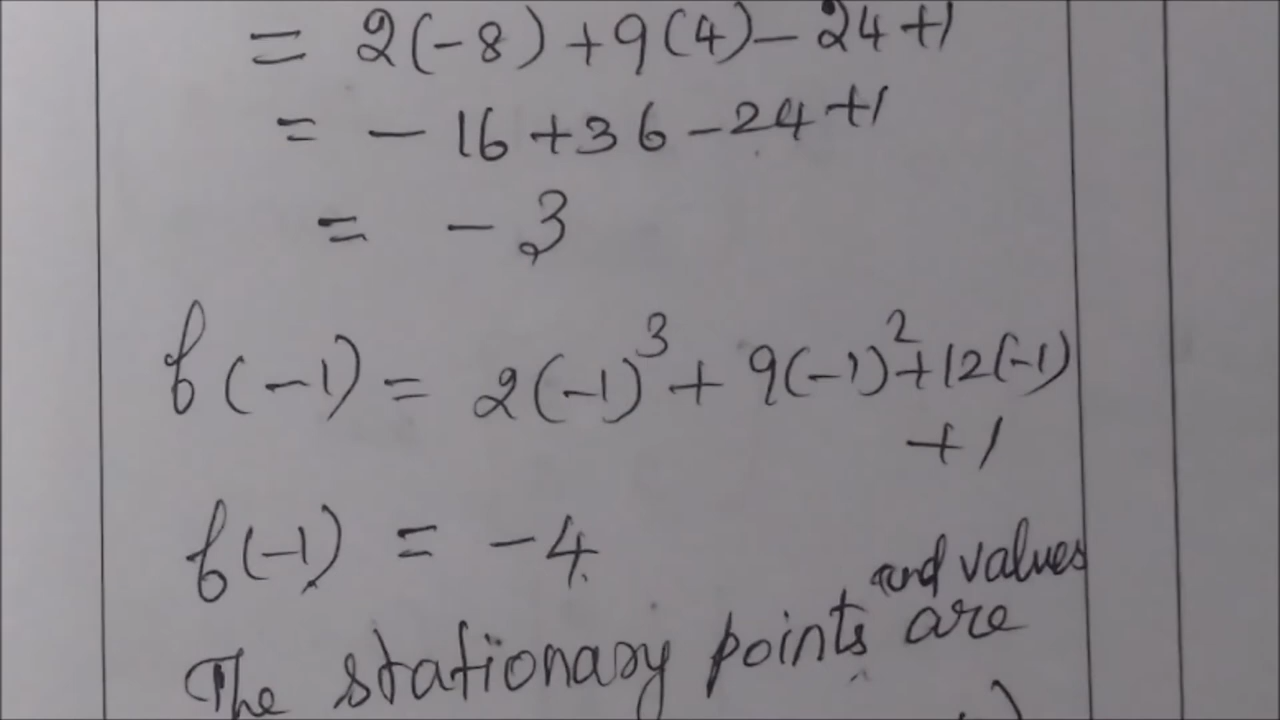 = 2(-8)+9(4)-24+1
= -16+36-24+1
= -3
f(-1) = 2(-1)³+9(-1)²+12(-1)
+1
f(-1) = -4
and values
The stationary points are